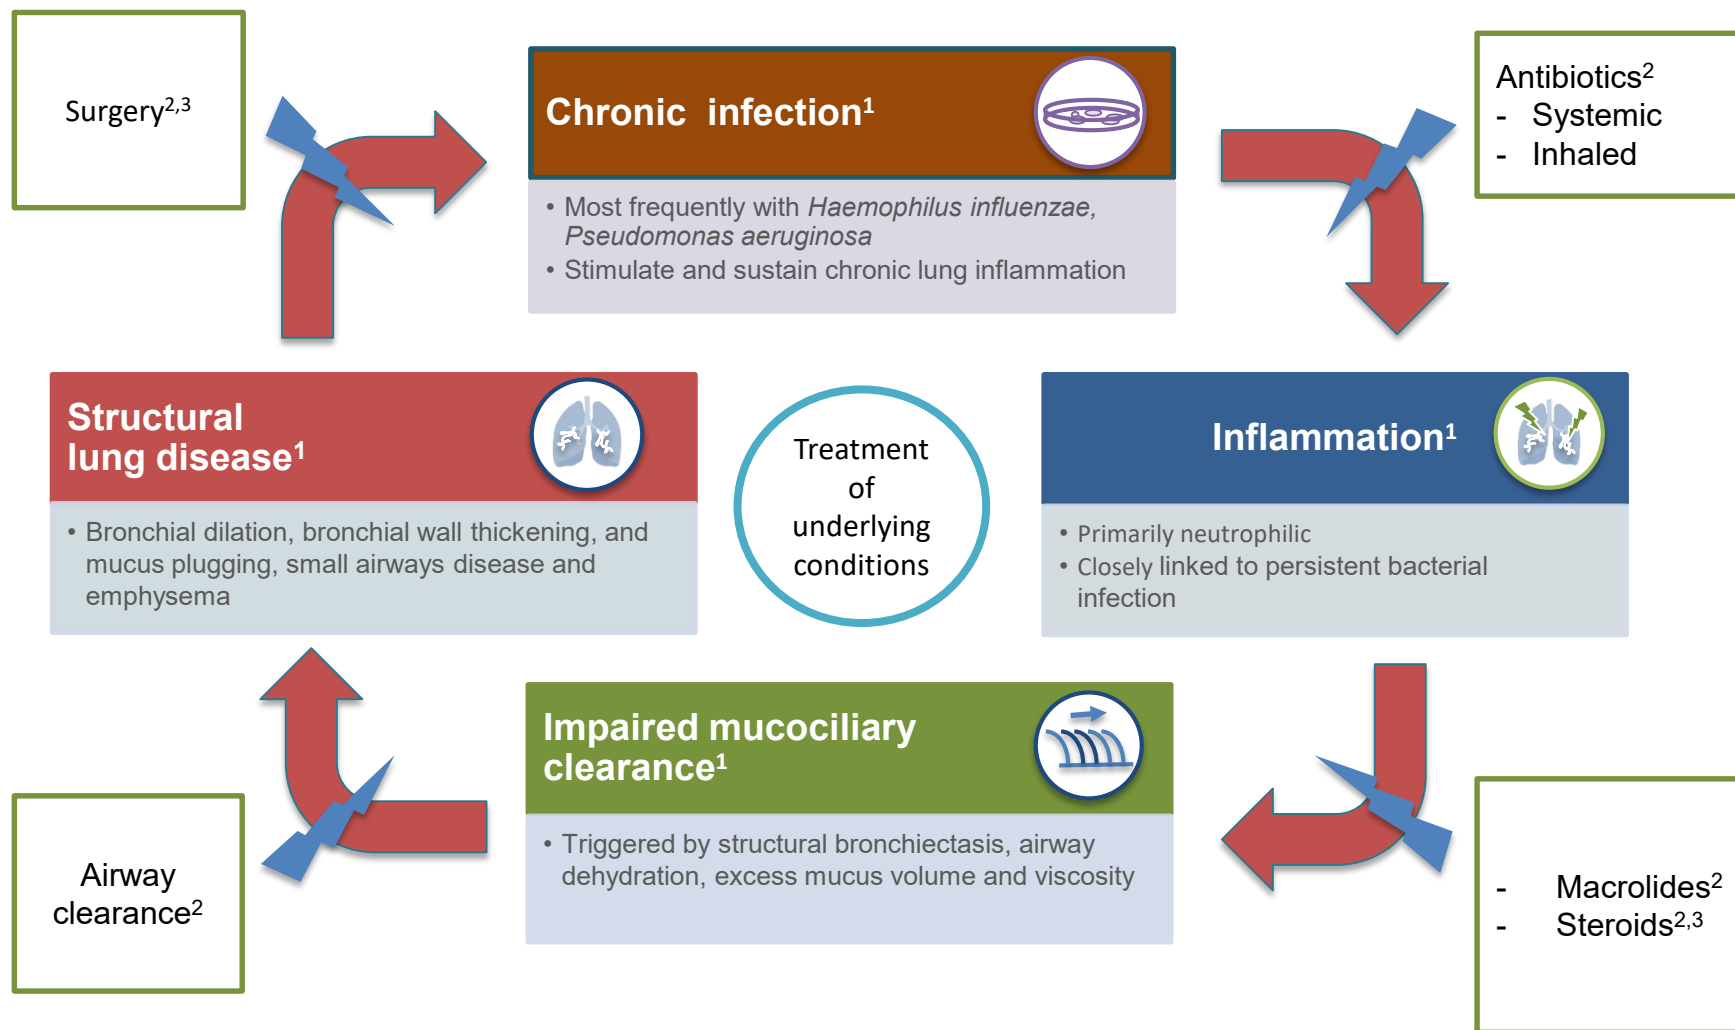 Surgery2,3
Chronic  infection1
• Most frequently with Haemophilus influenzae,
Pseudomonas aeruginosa
• Stimulate and sustain chronic lung inflammation
Antibiotics2
- Systemic
- Inhaled
Structural
lung disease1
• Bronchial dilation, bronchial wall thickening, and
mucus plugging, small airways disease and
emphysema
Treatment
of
underlying
conditions
Inflammation1
• Primarily neutrophilic
• Closely linked to persistent bacterial
infection
Impaired mucociliary
clearance1
• Triggered by structural bronchiectasis, airway
dehydration, excess mucus volume and viscosity
Airway
clearance2
- Macrolides2
- Steroids2,3